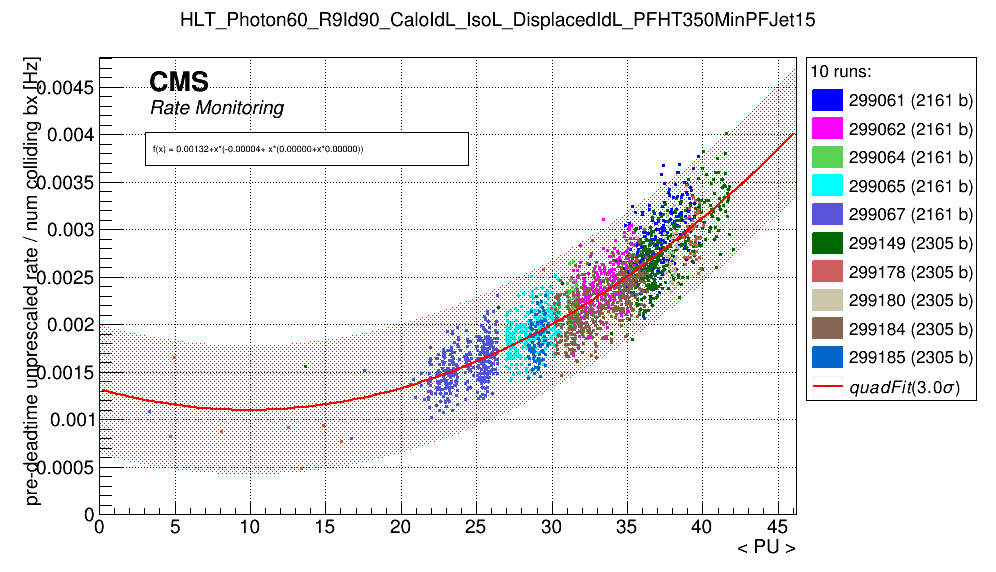 HLT_Photon60_R9Id90_CaloIdL_IsoL_DisplacedIdL_PFHT350MinPFJet15
pre-deadtime unprescaled rate / num colliding bx [Hz]
CMS
Rate Monitoring
f(x) = 0.00132+x*(-0.00004+ x*(0.00000+x*0.00000))
0.0045
0.004
0.0035
0.003
0.0025
0.002
0.0015
0.001
0.0005
0
0 5 10 15 20 25 30 35 40 45
< PU >
10 runs:
299061 (2161 b)
299062 (2161 b)
299064 (2161 b)
299065 (2161 b)
299067 (2161 b)
299149 (2305 b)
299178 (2305 b)
299180 (2305 b)
299184 (2305 b)
299185 (2305 b)
quadFit(3.0σ)